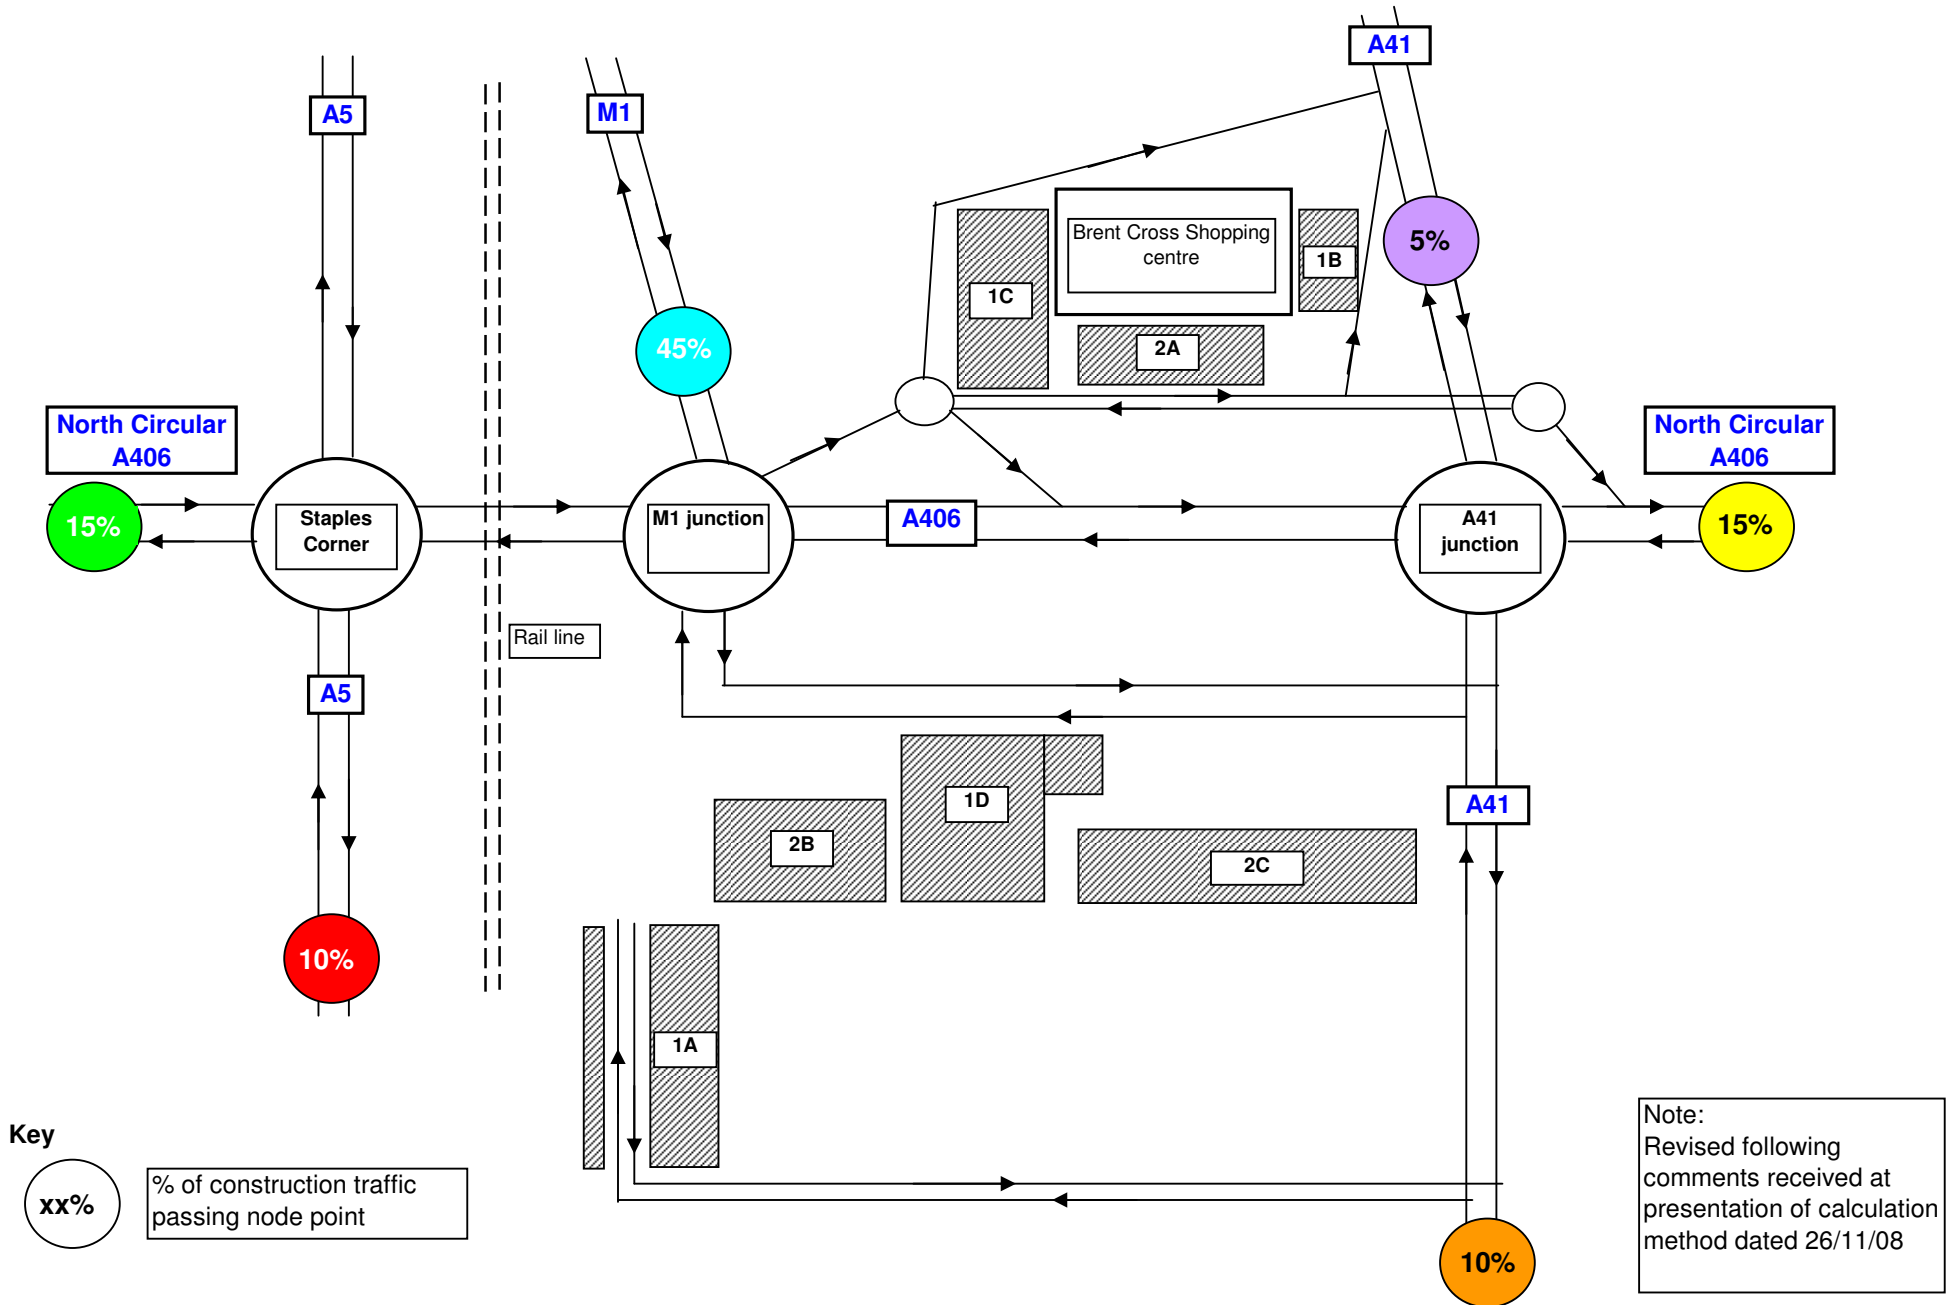 A41
A5
M1
Brent Cross Shopping
centre
5%
1B
1C
2A
45%
North Circular
A406
North Circular
A406
15%
Staples
Corner
M1 junction
A406
A41
junction
15%
Rail line
A5
1D
A41
2B
2C
10%
1A
Key
xx%
% of construction traffic
passing node point
Note:
Revised following
comments received at
presentation of calculation
method dated 26/11/08
10%